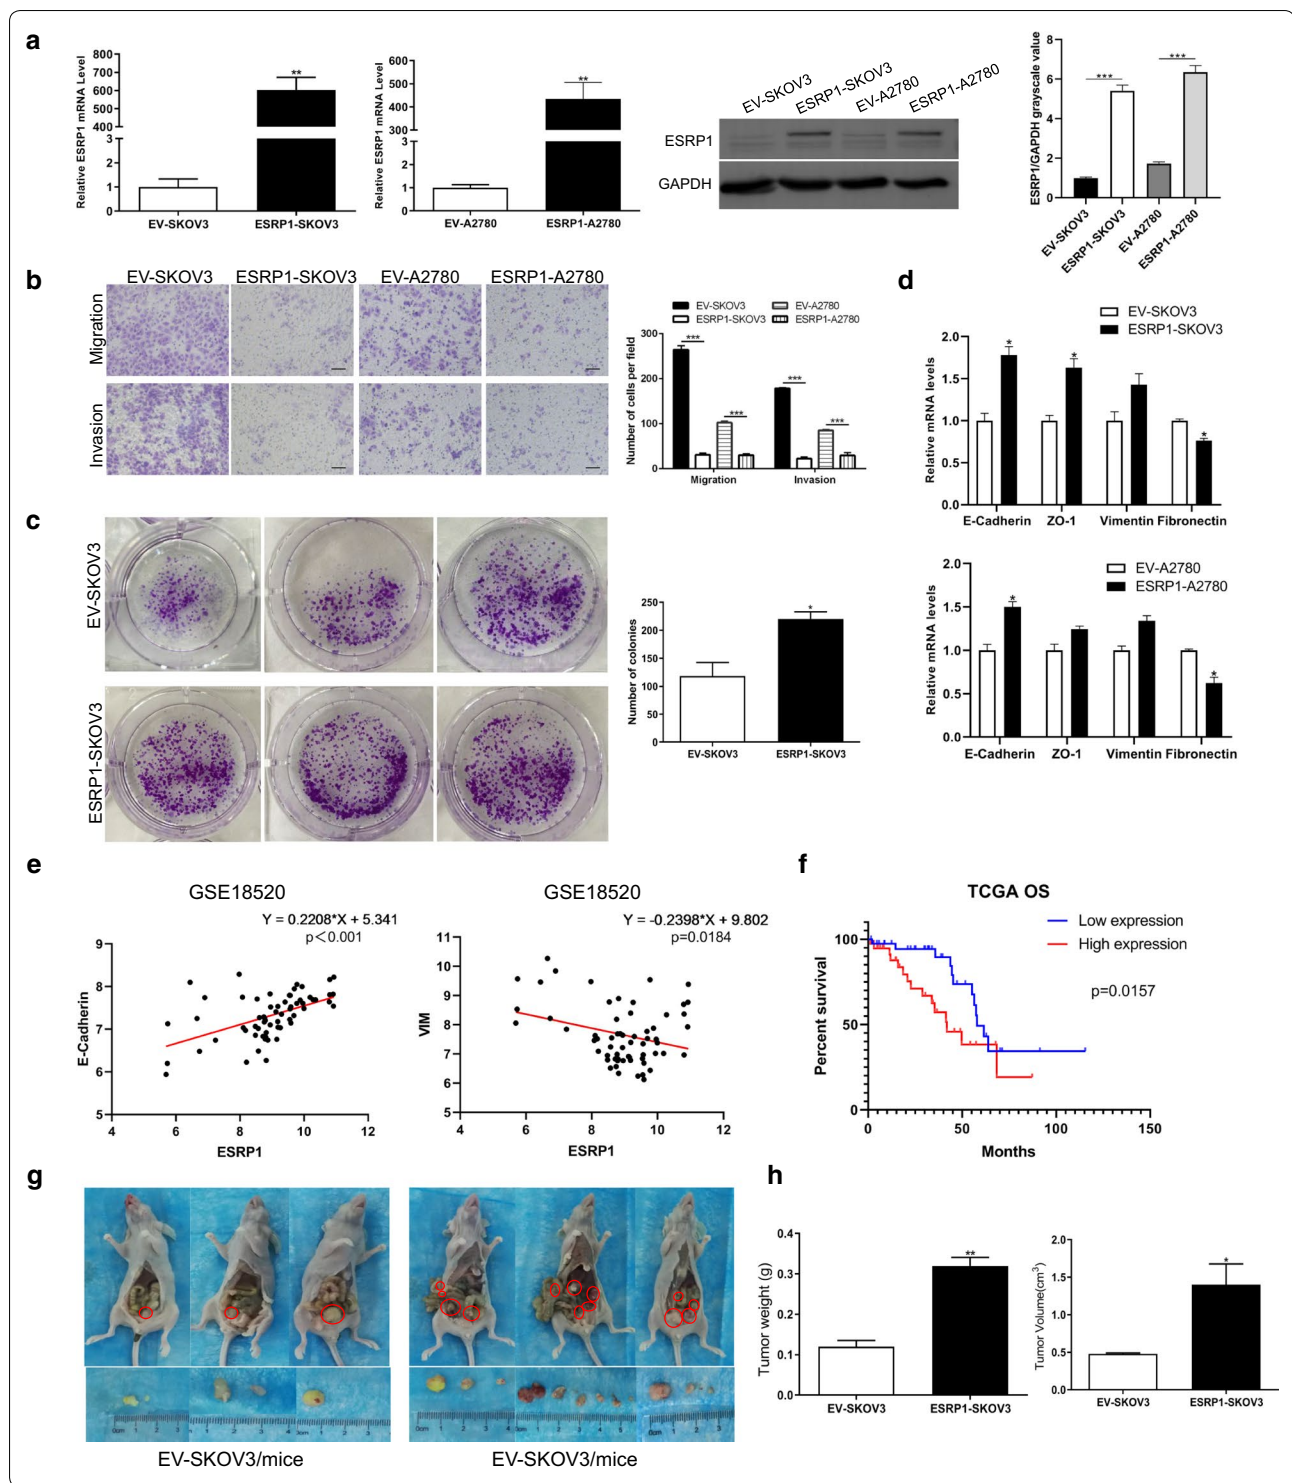 a
Relative ESRP1 mRNA Level
800
700
600
500
400
3
2
1
0
**
EV-SKOV3
ESRP1-SKOV3
Relative ESRP1 mRNA Level
600
500
400
300
3
2
1
0
**
EV-A2780
ESRP1-A2780
EV-SKOV3
ESRP1-SKOV3
EV-A2780
ESRP1-A2780
ESRP1
GAPDH
ESRP1/GAPDH grayscale value
8
6
4
2
0
***
***
EV-SKOV3
ESRP1-SKOV3
EV-A2780
ESRP1-A2780
b
EV-SKOV3
ESRP1-SKOV3
EV-A2780
ESRP1-A2780
Migration
Invasion
EV-SKOV3
EV-A2780
ESRP1-SKOV3
ESRP1-A2780
Number of cells per field
300
200
100
0
***
***
***
***
Migration
Invasion
d
EV-SKOV3
ESRP1-SKOV3
Relative mRNA levels
2.0
1.5
1.0
0.5
0.0
*
*
*
E-Cadherin
ZO-1
Vimentin
Fibronectin
EV-A2780
ESRP1-A2780
Relative mRNA levels
2.0
1.5
1.0
0.5
0.0
*
*
E-Cadherin
ZO-1
Vimentin
Fibronectin
c
EV-SKOV3
ESRP1-SKOV3
Number of colonies
250
200
150
100
50
0
*
EV-SKOV3
ESRP1-SKOV3
e
GSE18520
Y = 0.2208*X + 5.341
p<0.001
E-Cadherin
9
8
7
6
5
4
6
8
10
12
ESRP1
GSE18520
Y = -0.2398*X + 9.802
p=0.0184
VIM
11
10
9
8
7
6
5
4
6
8
10
12
ESRP1
f
TCGA OS
Low expression
High expression
p=0.0157
Percent survival
100
50
0
0
50
100
150
Months
g
EV-SKOV3/mice
EV-SKOV3/mice
h
Tumor weight (g)
0.4
0.3
0.2
0.1
0.0
**
EV-SKOV3
ESRP1-SKOV3
Tumor Volume(cm³)
2.0
1.5
1.0
0.5
0.0
*
EV-SKOV3
ESRP1-SKOV3